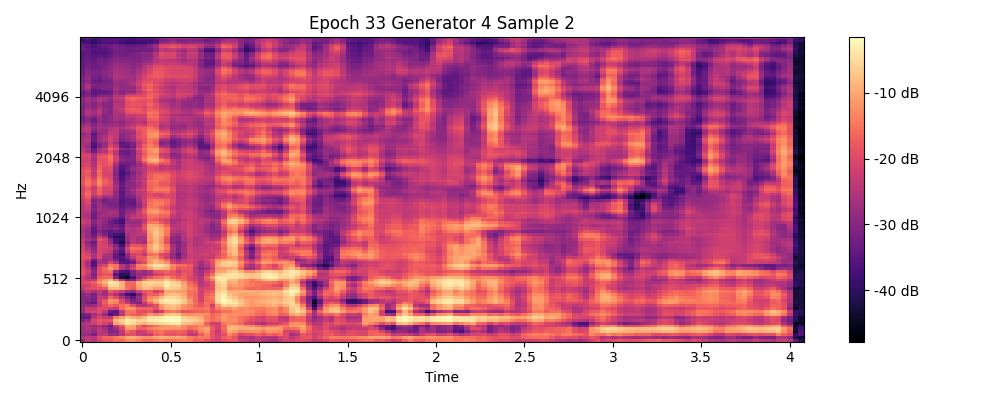 Epoch 33 Generator 4 Sample 2
4096
2048
1024
512
0
Hz
0 0.5 1 1.5 2 2.5 3 3.5 4
Time
-10 dB
-20 dB
-30 dB
-40 dB